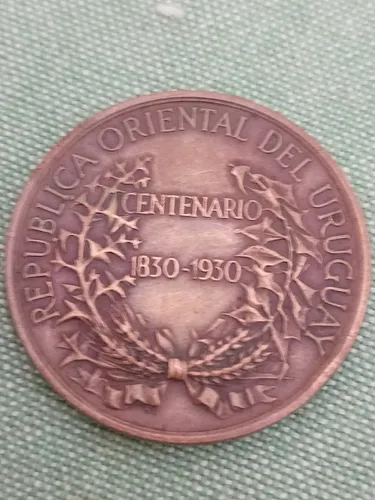 REPUBLICA ORIENTAL DEL URUGUAY
CENTENARIO
1830-1930